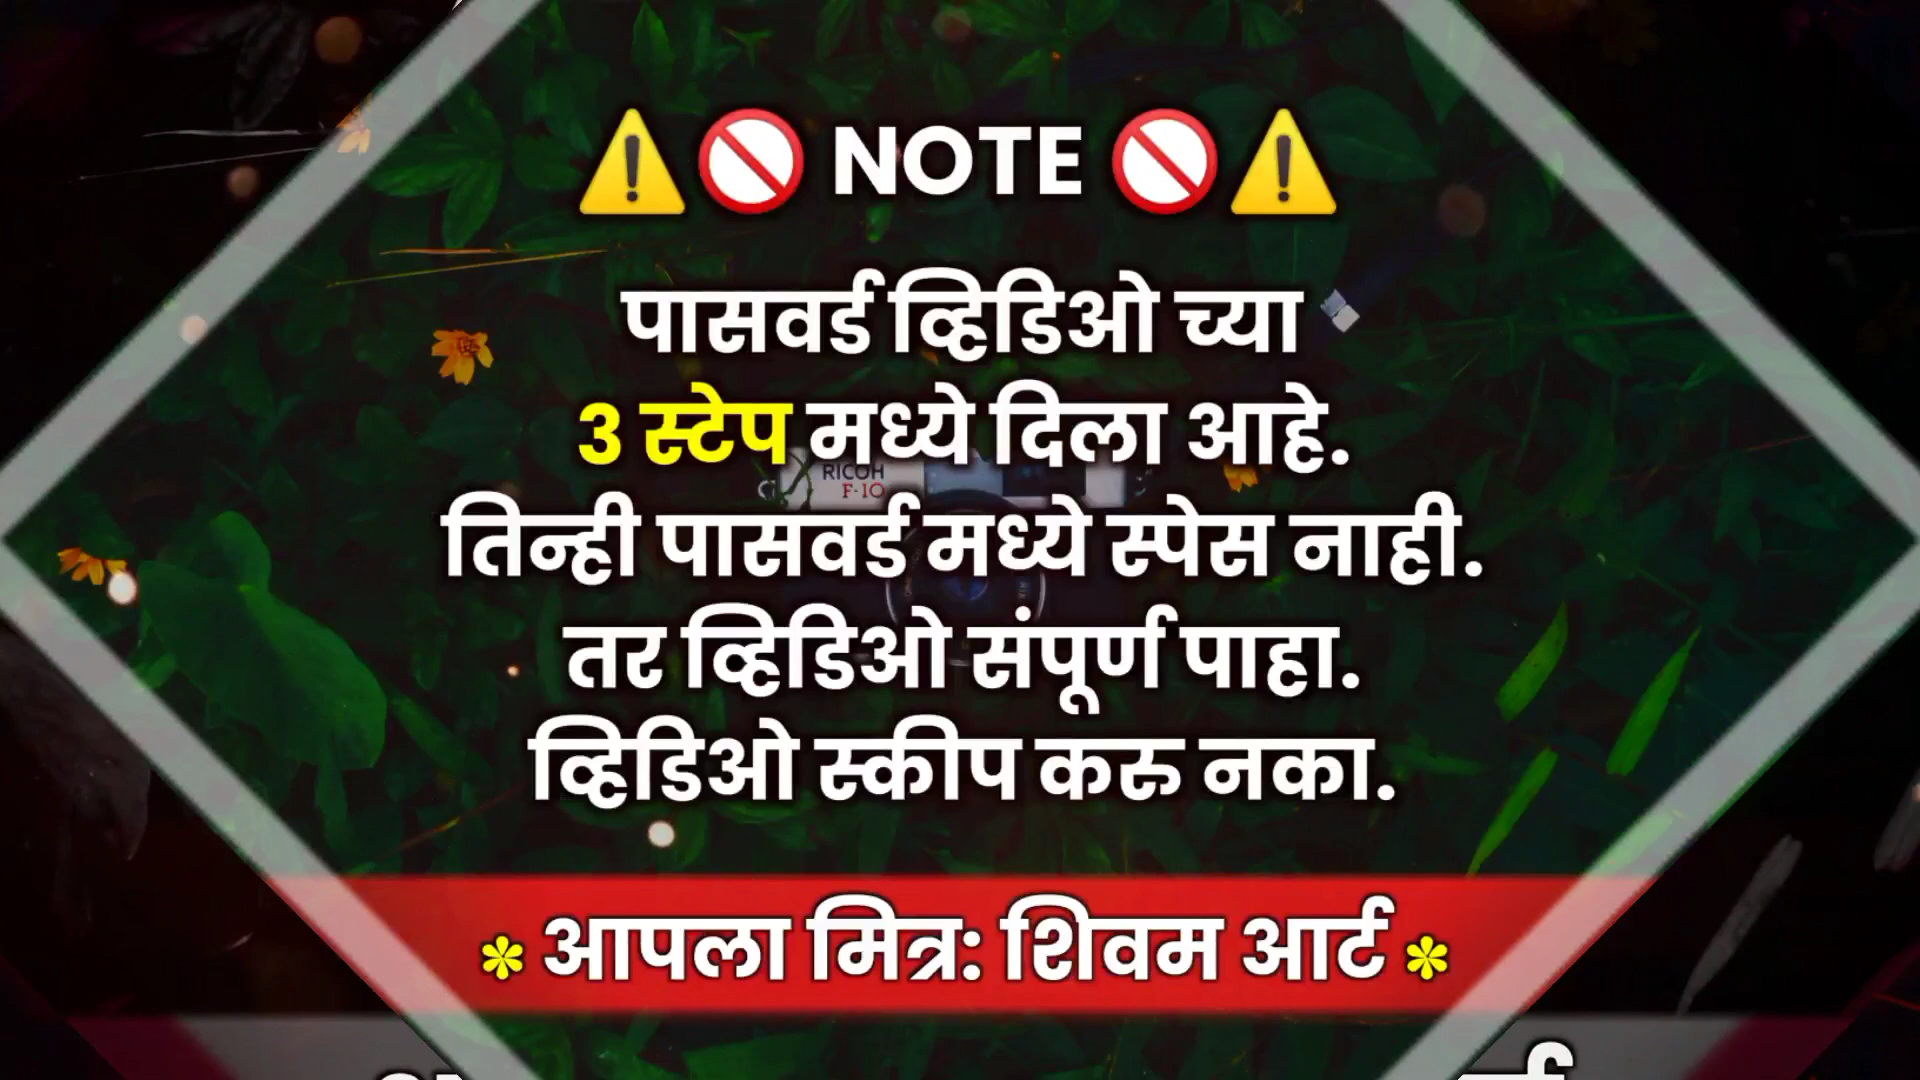 ⚠️🚫 NOTE 🚫⚠️
पासवर्ड व्हिडिओ च्या
3 स्टेप मध्ये दिला आहे.
RICOH
F-10
तिन्ही पासवर्ड मध्ये स्पेस नाही.
तर व्हिडिओ संपूर्ण पाहा.
व्हिडिओ स्कीप करु नका.
✽ आपला मित्र: शिवम आर्ट ✽